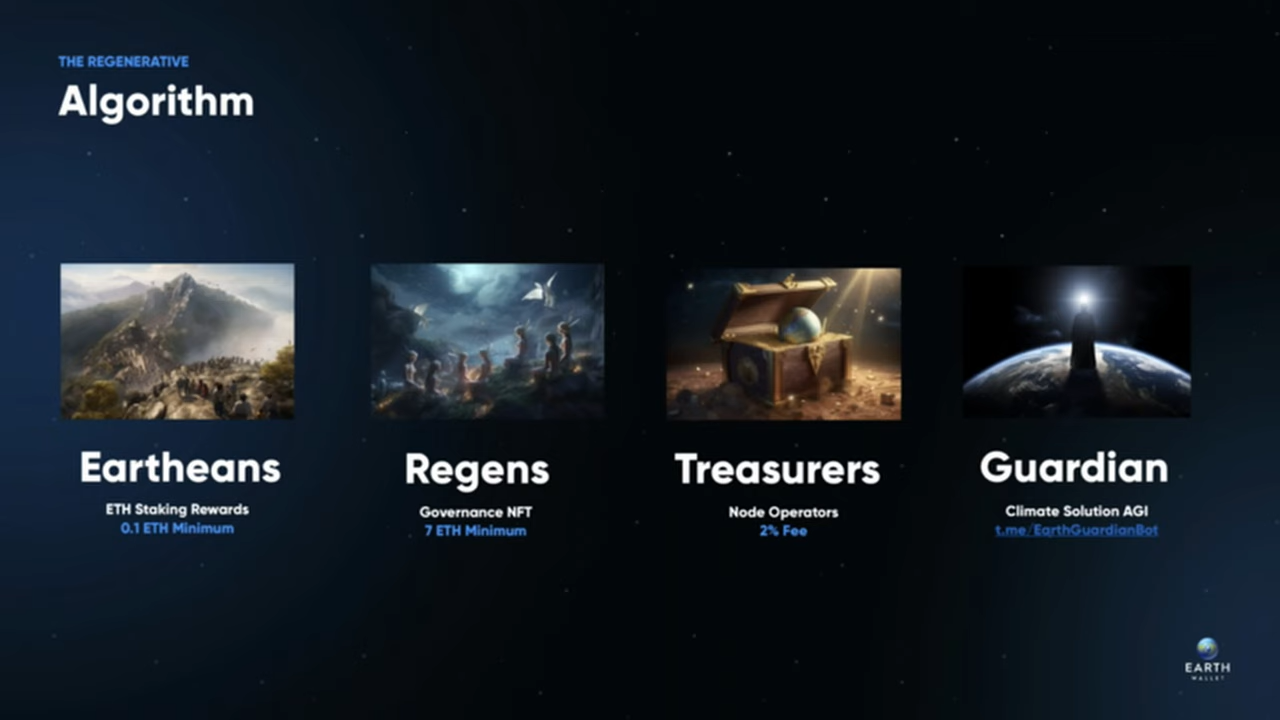 THE REGENERATIVE
Algorithm
Eartheans
ETH Staking Rewards
0.1 ETH Minimum
Regens
Governance NFT
7 ETH Minimum
Treasurers
Node Operators
2% Fee
Guardian
Climate Solution AGI
t.me/EarthGuardianBot
EARTH
WALLET